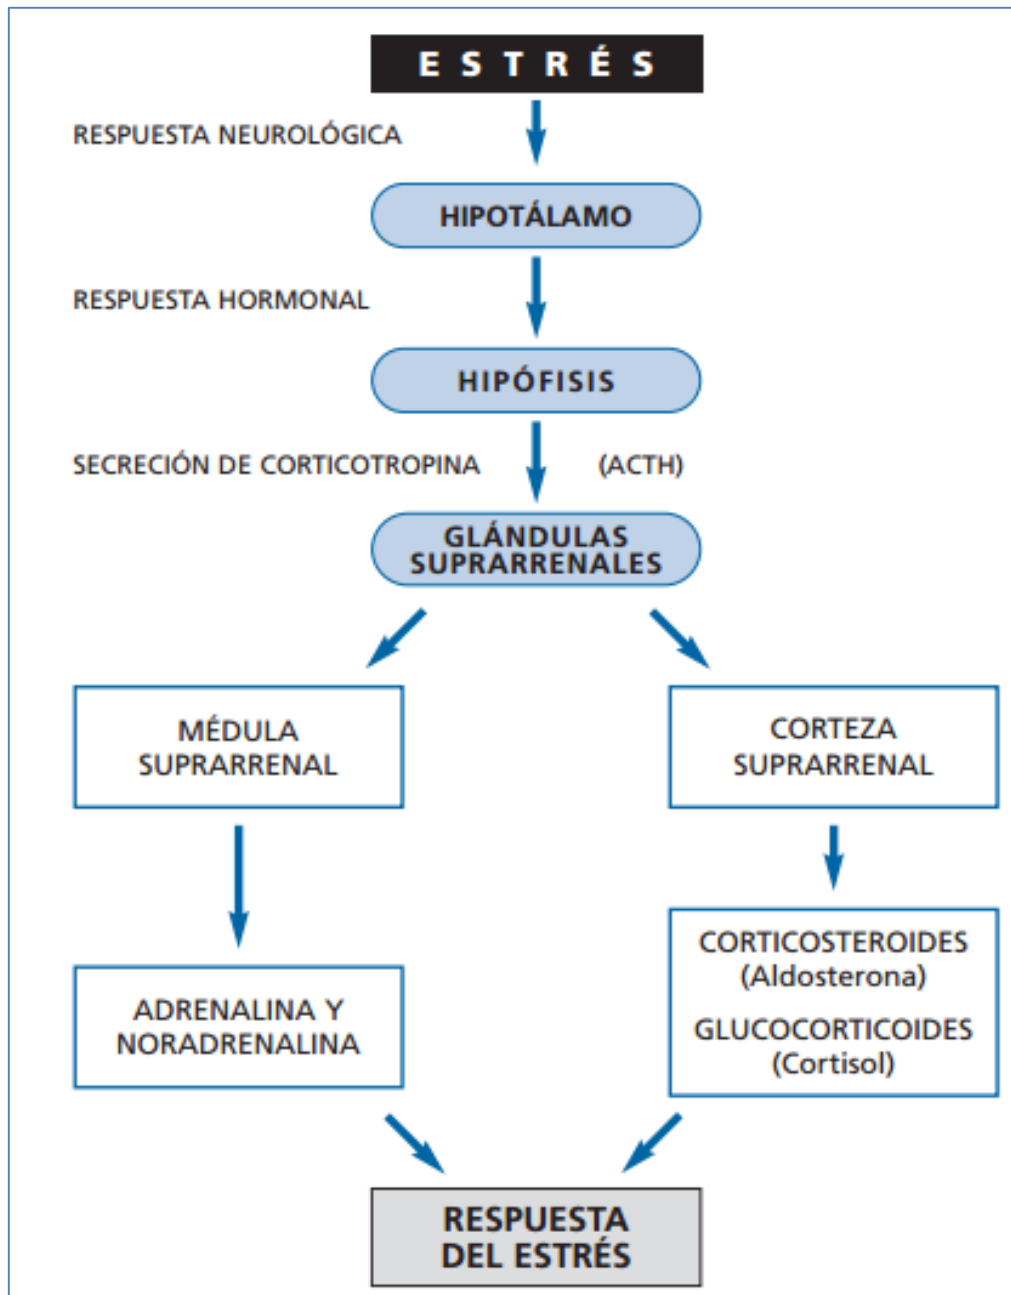 ESTRÉS
RESPUESTA NEUROLÓGICA
HIPOTÁLAMO
RESPUESTA HORMONAL
HIPÓFISIS
SECRECIÓN DE CORTICOTROPINA (ACTH)
GLÁNDULAS
SUPRARRENALES
MÉDULA
SUPRARRENAL
CORTEZA
SUPRARRENAL
ADRENALINA Y
NORADRENALINA
CORTICOSTEROIDES
(Aldosterona)
GLUCOCORTICOIDES
(Cortisol)
RESPUESTA
DEL ESTRÉS